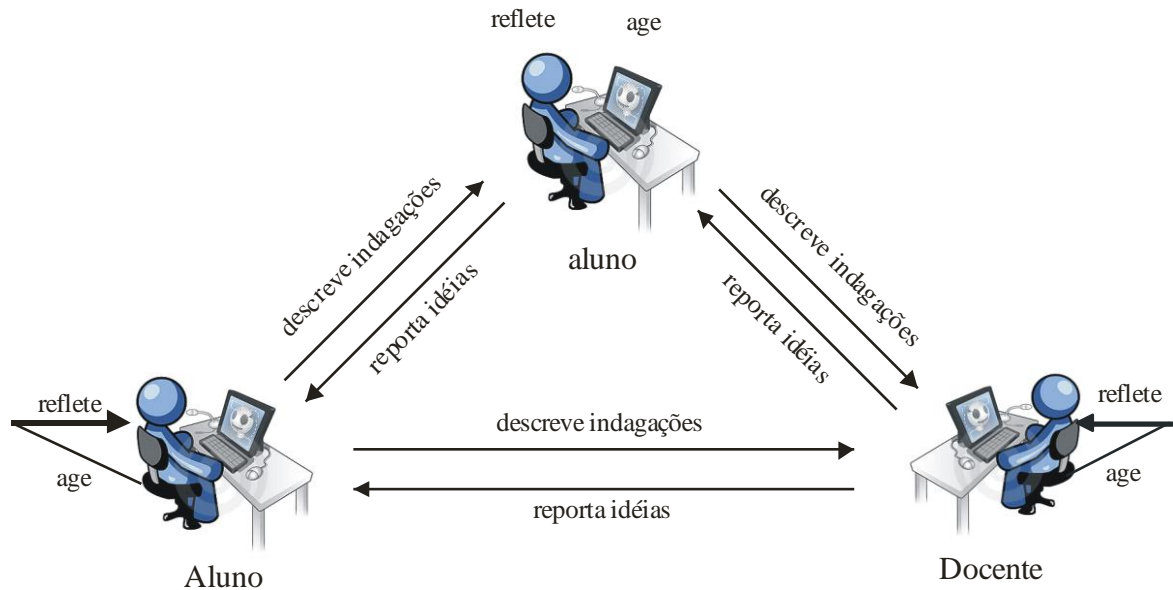 reflete age
descreve indagações
reporta idéias
aluno
descreve indagações
reporta idéias
reflete
age
Aluno
descreve indagações
reporta idéias
reflete
age
Docente